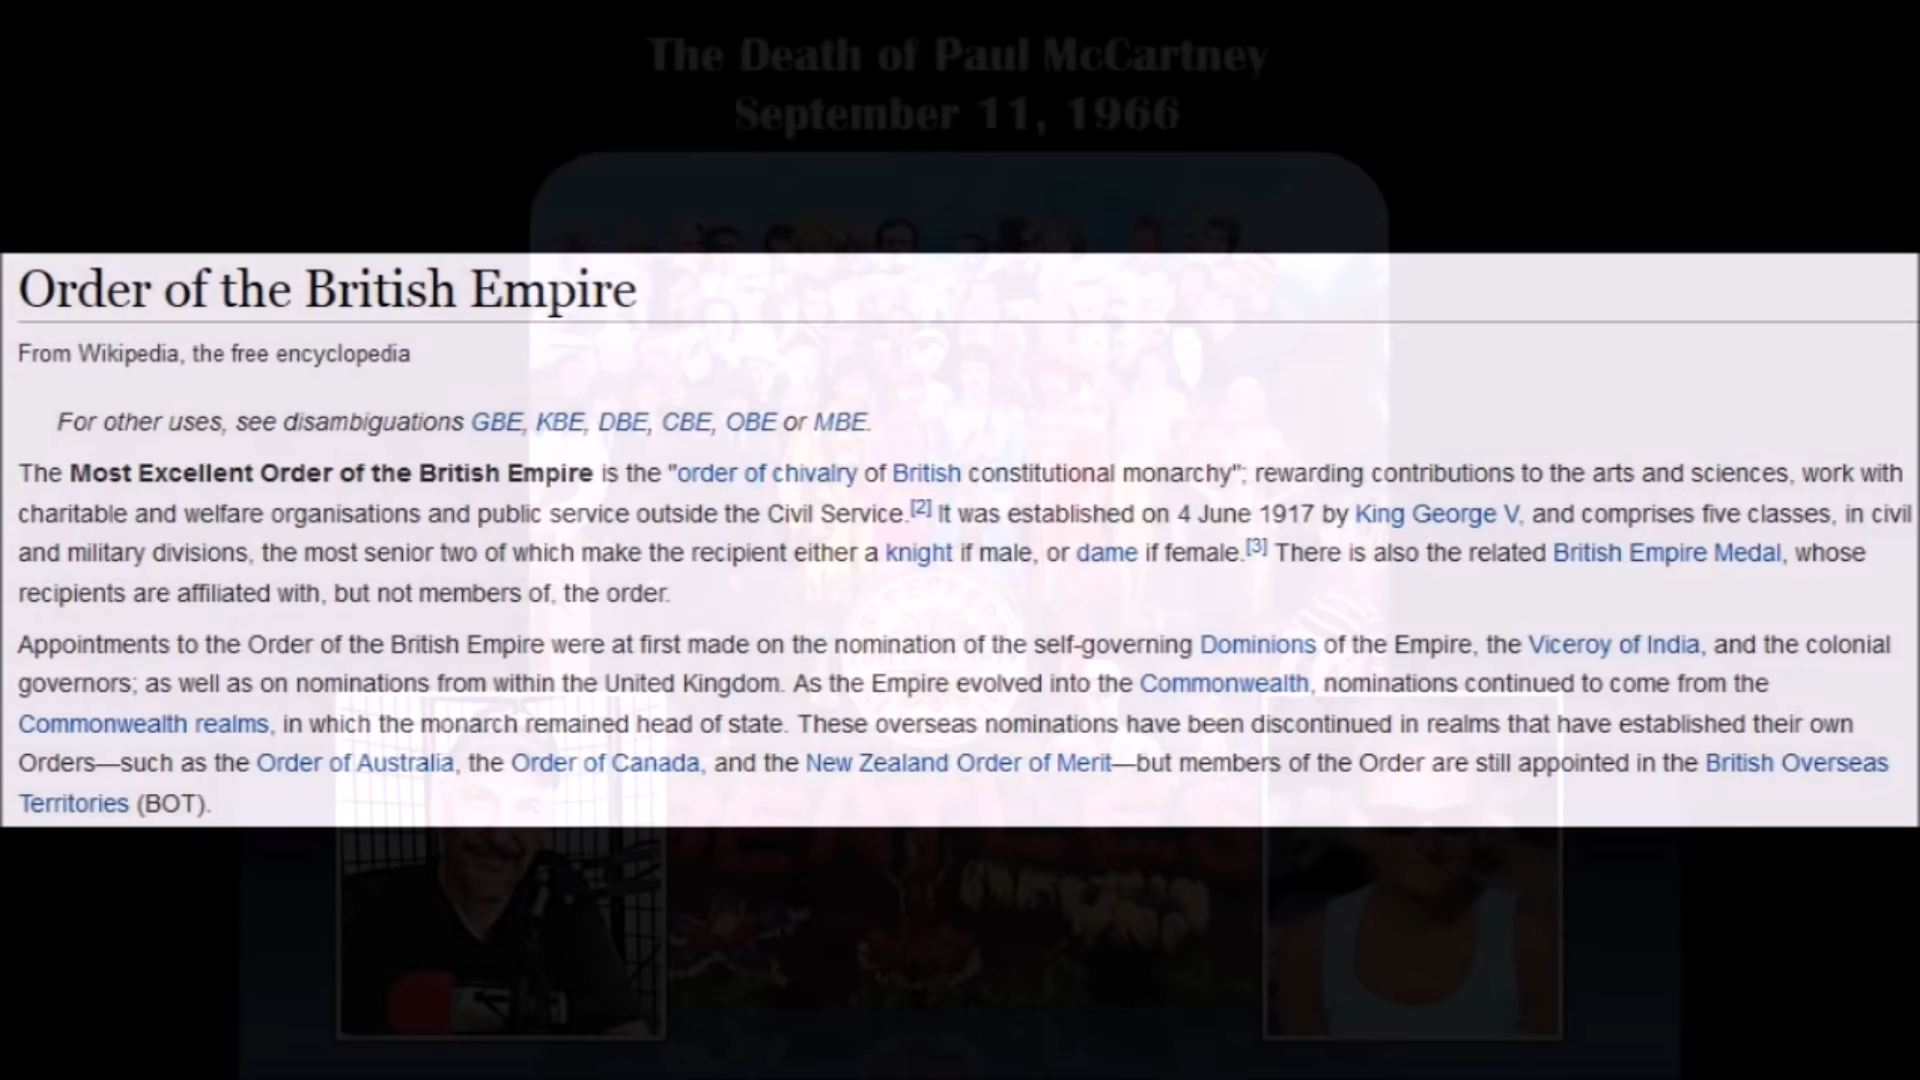 The Death of Paul McCartney
September 11, 1966
Order of the British Empire
From Wikipedia, the free encyclopedia
For other uses, see disambiguations GBE, KBE, DBE, CBE, OBE or MBE.
The Most Excellent Order of the British Empire is the "order of chivalry of British constitutional monarchy"; rewarding contributions to the arts and sciences, work with
charitable and welfare organisations and public service outside the Civil Service.[2] It was established on 4 June 1917 by King George V, and comprises five classes, in civil
and military divisions, the most senior two of which make the recipient either a knight if male, or dame if female.[3] There is also the related British Empire Medal, whose
recipients are affiliated with, but not members of, the order.
Appointments to the Order of the British Empire were at first made on the nomination of the self-governing Dominions of the Empire, the Viceroy of India, and the colonial
governors; as well as on nominations from within the United Kingdom. As the Empire evolved into the Commonwealth, nominations continued to come from the
Commonwealth realms, in which the monarch remained head of state. These overseas nominations have been discontinued in realms that have established their own
Orders—such as the Order of Australia, the Order of Canada, and the New Zealand Order of Merit—but members of the Order are still appointed in the British Overseas
Territories (BOT).